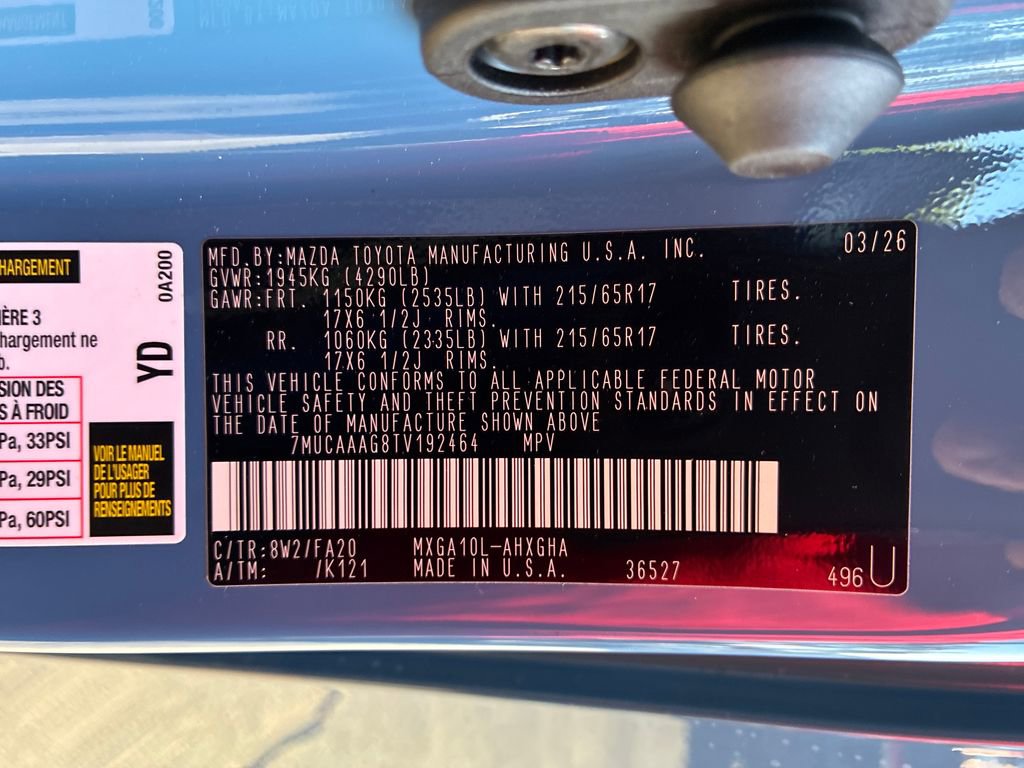 HARGEMENT
0A200
IÈRE 3
hargement ne
b.
YD
SION DES
S À FROID
Pa, 33PSI
Pa, 29PSI
Pa, 60PSI
VOIR LE MANUEL
DE L'USAGER
POUR PLUS DE
RENSEIGNEMENTS
MFD.BY:MAZDA TOYOTA MANUFACTURING U.S.A. INC. 03/26
GVWR:1945KG (4290LB)
GAWR:FRT. 1150KG (2535LB) WITH 215/65R17 TIRES.
17X6 1/2J RIMS.
RR. 1060KG (2335LB) WITH 215/65R17 TIRES.
17X6 1/2J RIMS.
THIS VEHICLE CONFORMS TO ALL APPLICABLE FEDERAL MOTOR
VEHICLE SAFETY AND THEFT PREVENTION STANDARDS IN EFFECT ON
THE DATE OF MANUFACTURE SHOWN ABOVE
7MUCAAAG8TV192464 MPV
C/TR:8W2/FA20 MXGA10L-AHXGHA
A/TM: /K121 MADE IN U.S.A. 36527 496 U